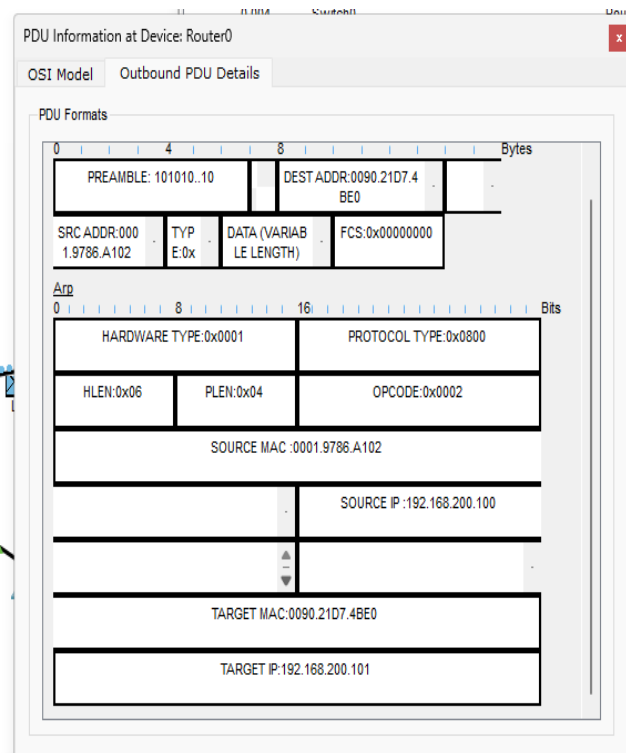 0.004 Switch0
PDU Information at Device: Router0
x
OSI Model Outbound PDU Details
PDU Formats
0 4 8 Bytes
PREAMBLE: 101010..10
DEST ADDR:0090.21D7.4
BE0
SRC ADDR:000
1.9786.A102
TYP
E:0x
DATA (VARIAB
LE LENGTH)
FCS:0x00000000
Arp
0 8 16 Bits
HARDWARE TYPE:0x0001 PROTOCOL TYPE:0x0800
HLEN:0x06 PLEN:0x04 OPCODE:0x0002
SOURCE MAC :0001.9786.A102
SOURCE IP :192.168.200.100
TARGET MAC:0090.21D7.4BE0
TARGET IP:192.168.200.101